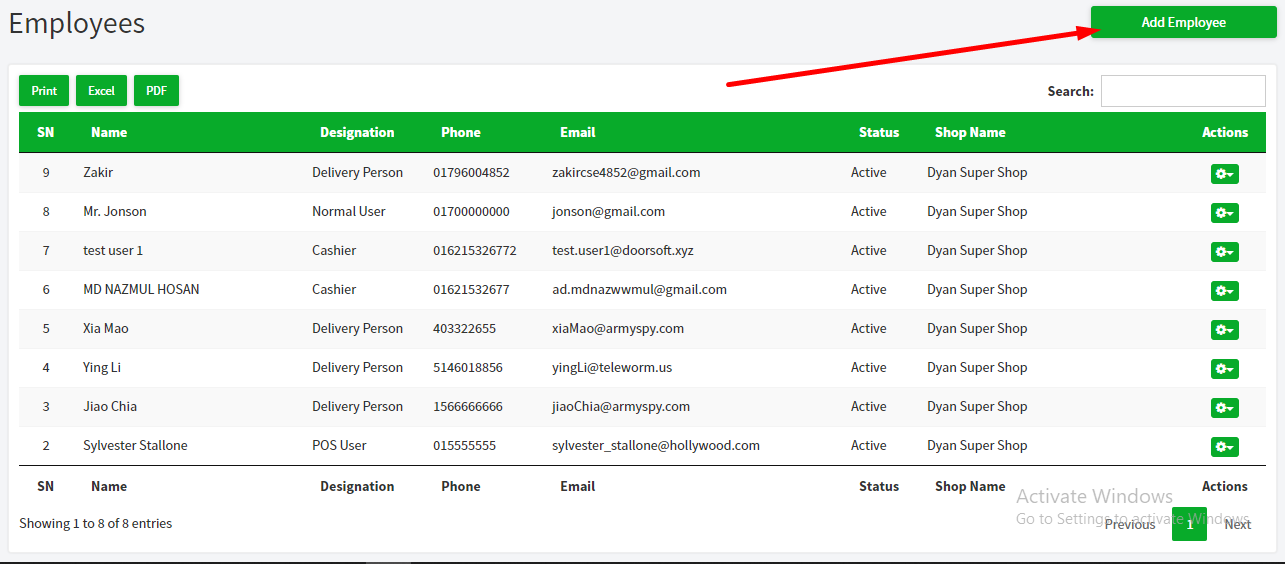 Employees
Add Employee
Print Excel PDF
Search:
SN Name Designation Phone Email Status Shop Name Actions
9 Zakir Delivery Person 01796004852 zakircse4852@gmail.com Active Dyan Super Shop
8 Mr. Jonson Normal User 01700000000 jonson@gmail.com Active Dyan Super Shop
7 test user 1 Cashier 016215326772 test.user1@doorsoft.xyz Active Dyan Super Shop
6 MD NAZMUL HOSAN Cashier 01621532677 ad.mdnazwwmul@gmail.com Active Dyan Super Shop
5 Xia Mao Delivery Person 403322655 xiaMao@armyspy.com Active Dyan Super Shop
4 Ying Li Delivery Person 5146018856 yingLi@teleworm.us Active Dyan Super Shop
3 Jiao Chia Delivery Person 1566666666 jiaoChia@armyspy.com Active Dyan Super Shop
2 Sylvester Stallone POS User 015555555 sylvester_stallone@hollywood.com Active Dyan Super Shop
SN Name Designation Phone Email Status Shop Name Actions
Activate Windows
Go to Settings to activate Windows.
Showing 1 to 8 of 8 entries
Previous 1 Next